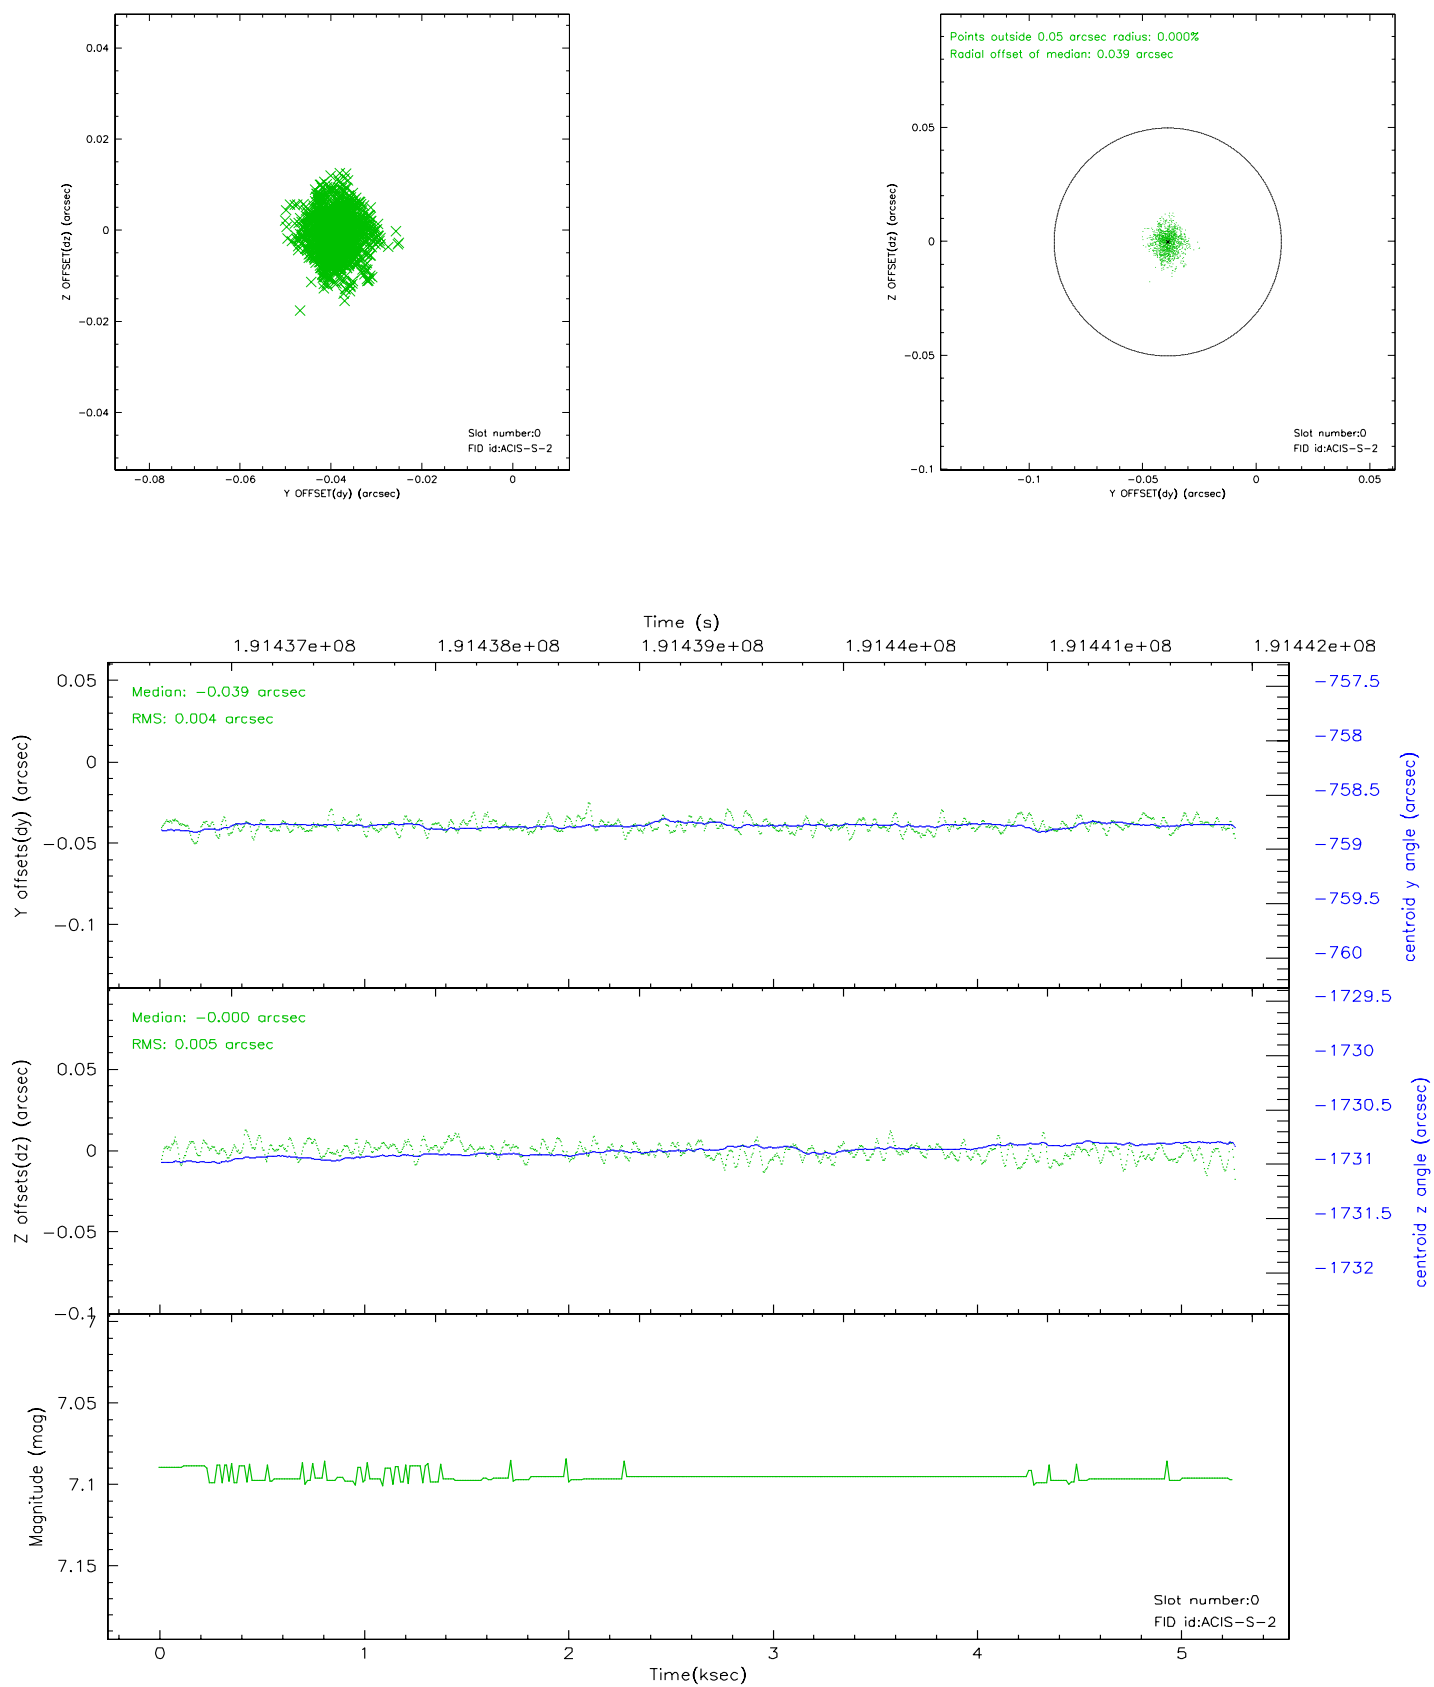 0.04
0.02
0
-0.02
-0.04
Z OFFSET(dz) (arcsec)
Slot number:0
FID id:ACIS-S-2
-0.08
-0.06
-0.04
-0.02
0
Y OFFSET(dy) (arcsec)
Points outside 0.05 arcsec radius: 0.000%
Radial offset of median: 0.039 arcsec
0.05
0
-0.05
-0.1
Z OFFSET(dz) (arcsec)
Slot number:0
FID id:ACIS-S-2
-0.1
-0.05
0
0.05
Y OFFSET(dy) (arcsec)
Time (s)
1.91437e+08
1.91438e+08
1.91439e+08
1.9144e+08
1.91441e+08
1.91442e+08
Median: -0.039 arcsec
RMS: 0.004 arcsec
0.05
0
-0.05
-0.1
Y offsets(dy) (arcsec)
-757.5
-758
-758.5
-759
-759.5
-760
centroid y angle (arcsec)
Median: -0.000 arcsec
RMS: 0.005 arcsec
0.05
0
-0.05
-0.1
Z offsets(dz) (arcsec)
-1729.5
-1730
-1730.5
-1731
-1731.5
-1732
centroid z angle (arcsec)
7
7.05
7.1
7.15
Magnitude (mag)
Slot number:0
FID id:ACIS-S-2
0
1
2
3
4
5
Time(ksec)